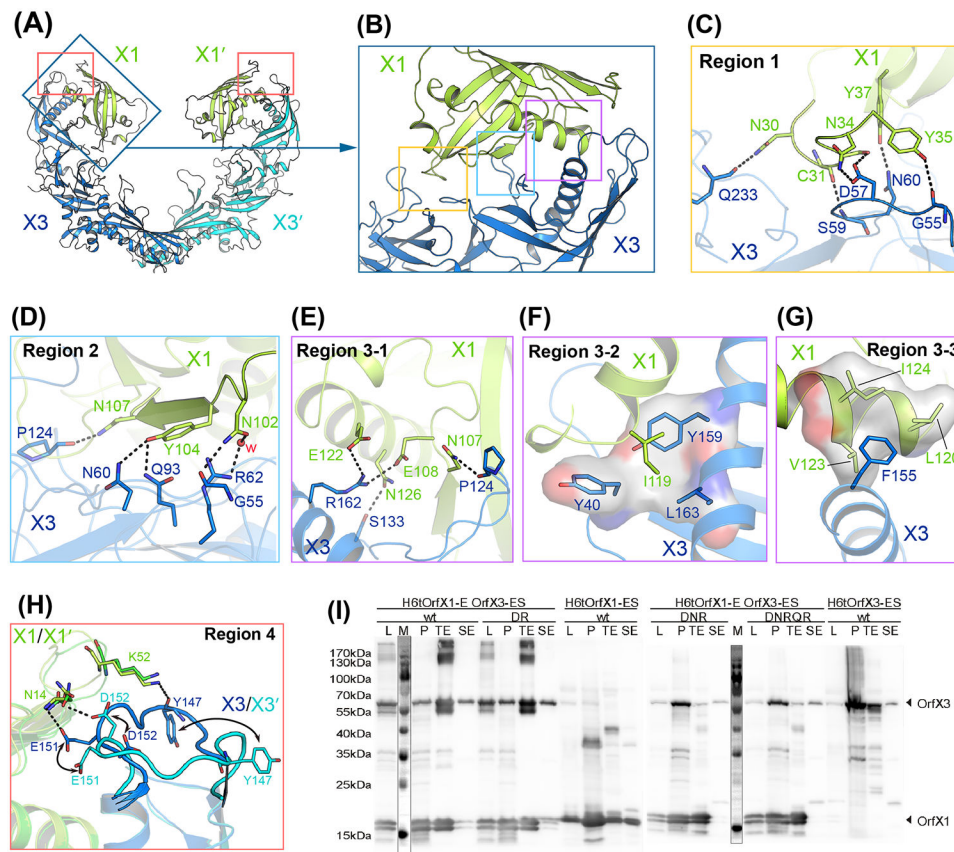 (A)
X1
X1′
X3
X3′
(B)
X1
X3
(C)
Region 1
X1
Y37
N30
N34
Y35
C31
D57
N60
Q233
S59
G55
X3
(D)
Region 2
X1
N107
N102
P124
Y104
W
N60
Q93
R62
G55
X3
(E)
Region 3-1
X1
N107
E122
E108
P124
R162
N126
S133
X3
(F)
Region 3-2
X1
Y159
I119
Y40
L163
X3
(G)
X1
Region 3-3
I124
V123
L120
F155
X3
(H)
X1/X1′
Region 4
K52
N14
D152
Y147
X3/X3′
D152
E151
E151
Y147
(I)
H6tOrfX1-E OrfX3-ES
H6tOrfX1-ES
H6tOrfX1-E OrfX3-ES
H6tOrfX3-ES
wt
DR
wt
DNR
DNRQR
wt
L M P TE SE L P TE SE L P TE SE L P TE SE M L P TE SE L P TE SE
170kDa
130kDa
100kDa
70kDa
55kDa
40kDa
35kDa
25kDa
15kDa
OrfX3
OrfX1